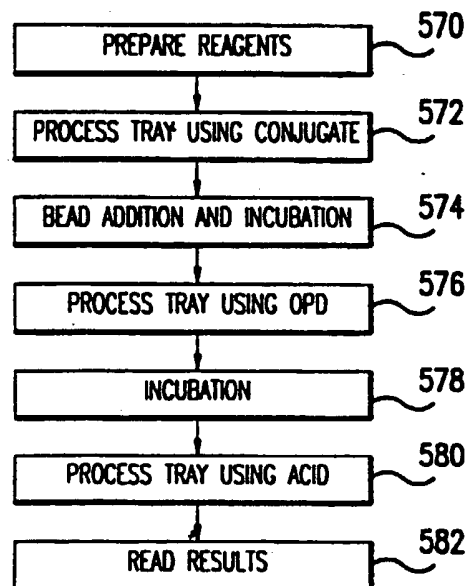 570
PREPARE REAGENTS
572
PROCESS TRAY USING CONJUGATE
574
BEAD ADDITION AND INCUBATION
576
PROCESS TRAY USING OPD
578
INCUBATION
580
PROCESS TRAY USING ACID
582
READ RESULTS